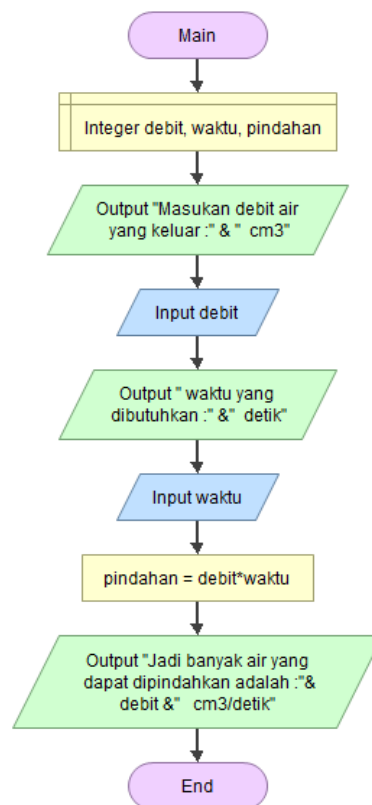 Main
Integer debit, waktu, pindahan
Output "Masukan debit air
yang keluar :" & "  cm3"
Input debit
Output " waktu yang
dibutuhkan :" &"  detik"
Input waktu
pindahan = debit*waktu
Output "Jadi banyak air yang
dapat dipindahkan adalah :"&
debit &"   cm3/detik"
End